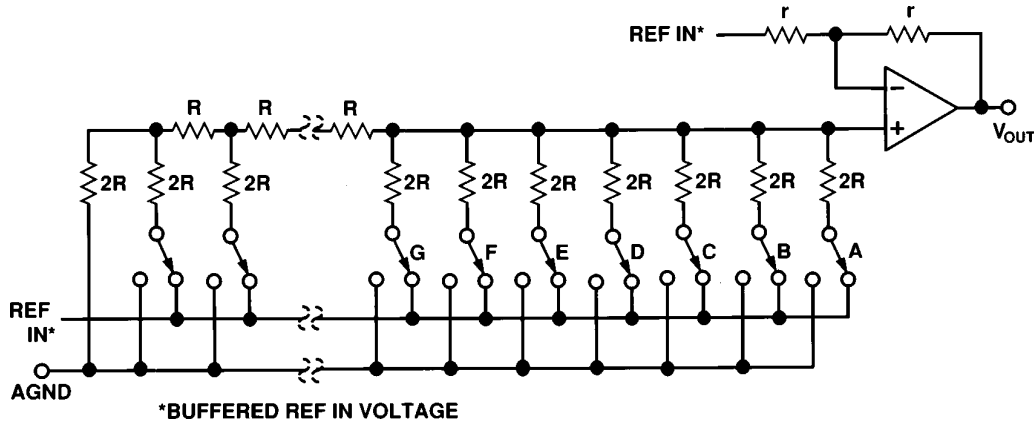 r r
REF IN*
R R R
V_OUT
2R 2R 2R 2R 2R 2R 2R 2R 2R 2R
G F E D C B A
REF
IN*
AGND
*BUFFERED REF IN VOLTAGE